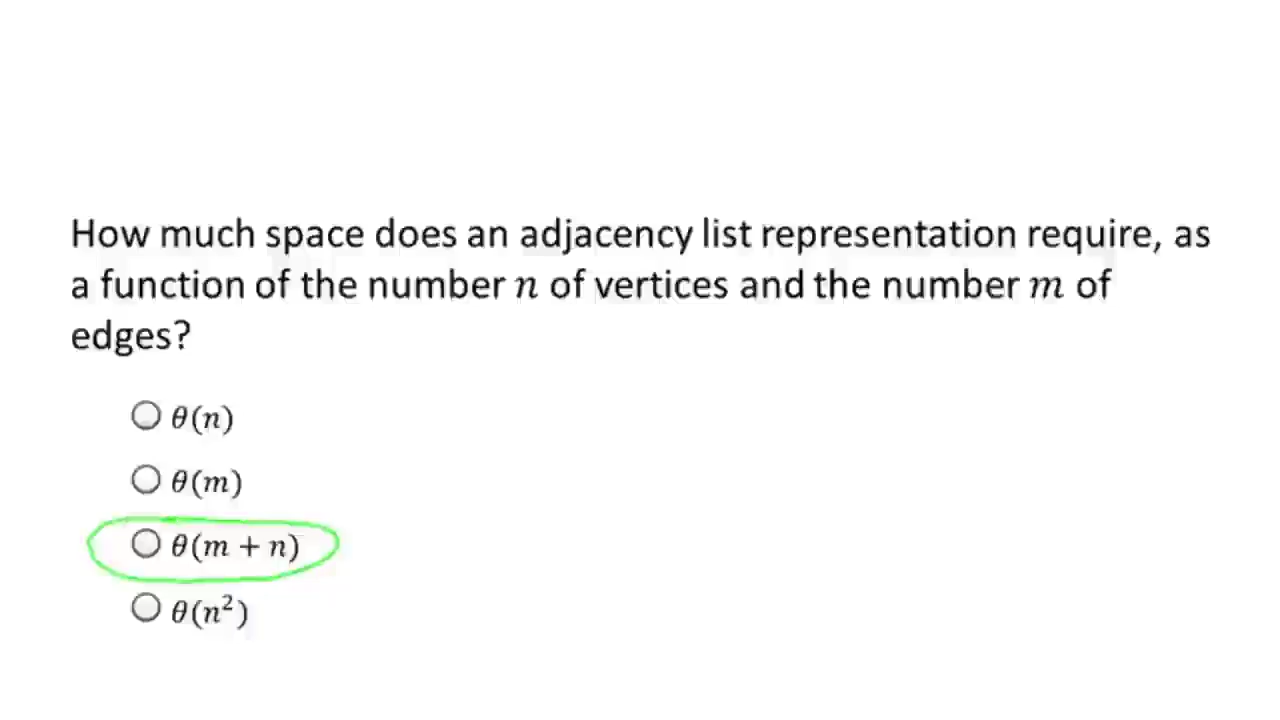 How much space does an adjacency list representation require, as
a function of the number n of vertices and the number m of
edges?
θ(n)
θ(m)
θ(m + n)
θ(n²)